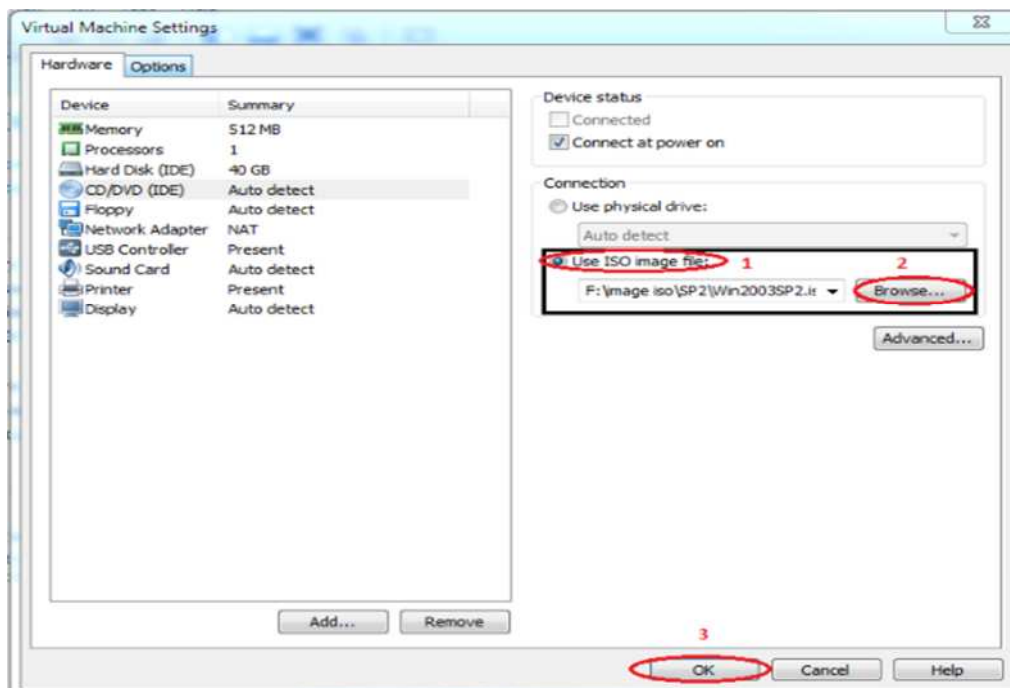 Virtual Machine Settings
Hardware
Options
Device Summary
Memory 512 MB
Processors 1
Hard Disk (IDE) 40 GB
CD/DVD (IDE) Auto detect
Floppy Auto detect
Network Adapter NAT
USB Controller Present
Sound Card Auto detect
Printer Present
Display Auto detect
Add...
Remove
Device status
Connected
Connect at power on
Connection
Use physical drive:
Auto detect
Use ISO image file: 1
2
F:\image iso\SP2\Win2003SP2.is
Browse...
Advanced...
3
OK
Cancel
Help